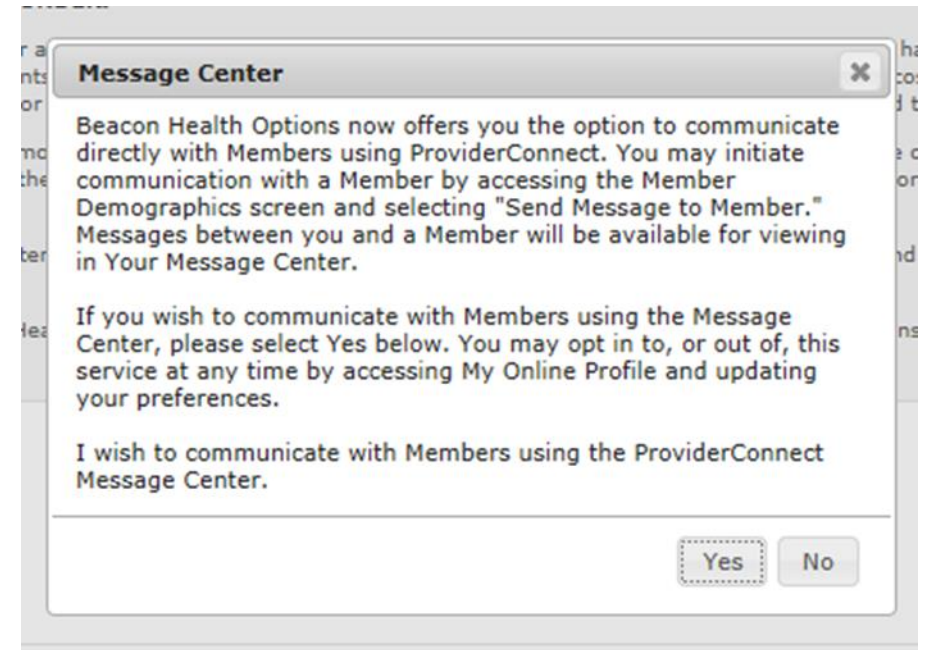 Message Center
Beacon Health Options now offers you the option to communicate
directly with Members using ProviderConnect. You may initiate
communication with a Member by accessing the Member
Demographics screen and selecting "Send Message to Member."
Messages between you and a Member will be available for viewing
in Your Message Center.
If you wish to communicate with Members using the Message
Center, please select Yes below. You may opt in to, or out of, this
service at any time by accessing My Online Profile and updating
your preferences.
I wish to communicate with Members using the ProviderConnect
Message Center.
Yes No